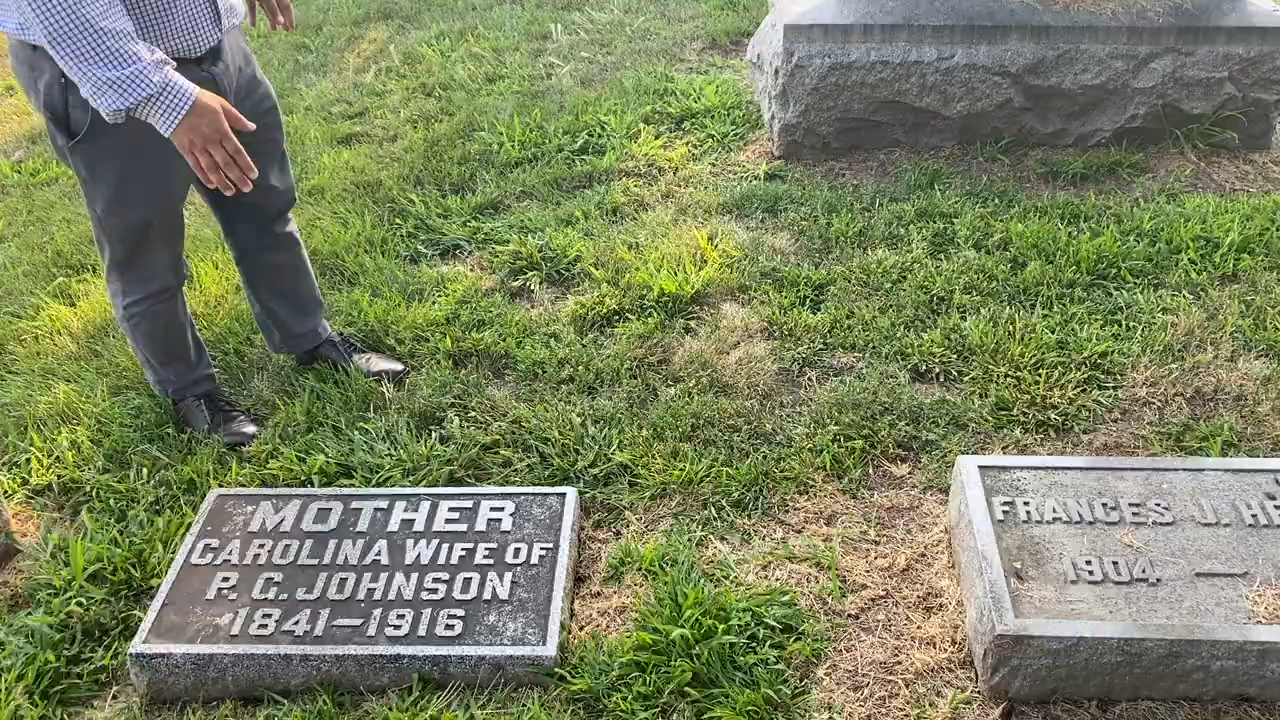 MOTHER
CAROLINA WIFE OF
P. G. JOHNSON
1841–1916
FRANCES J.
1904 —